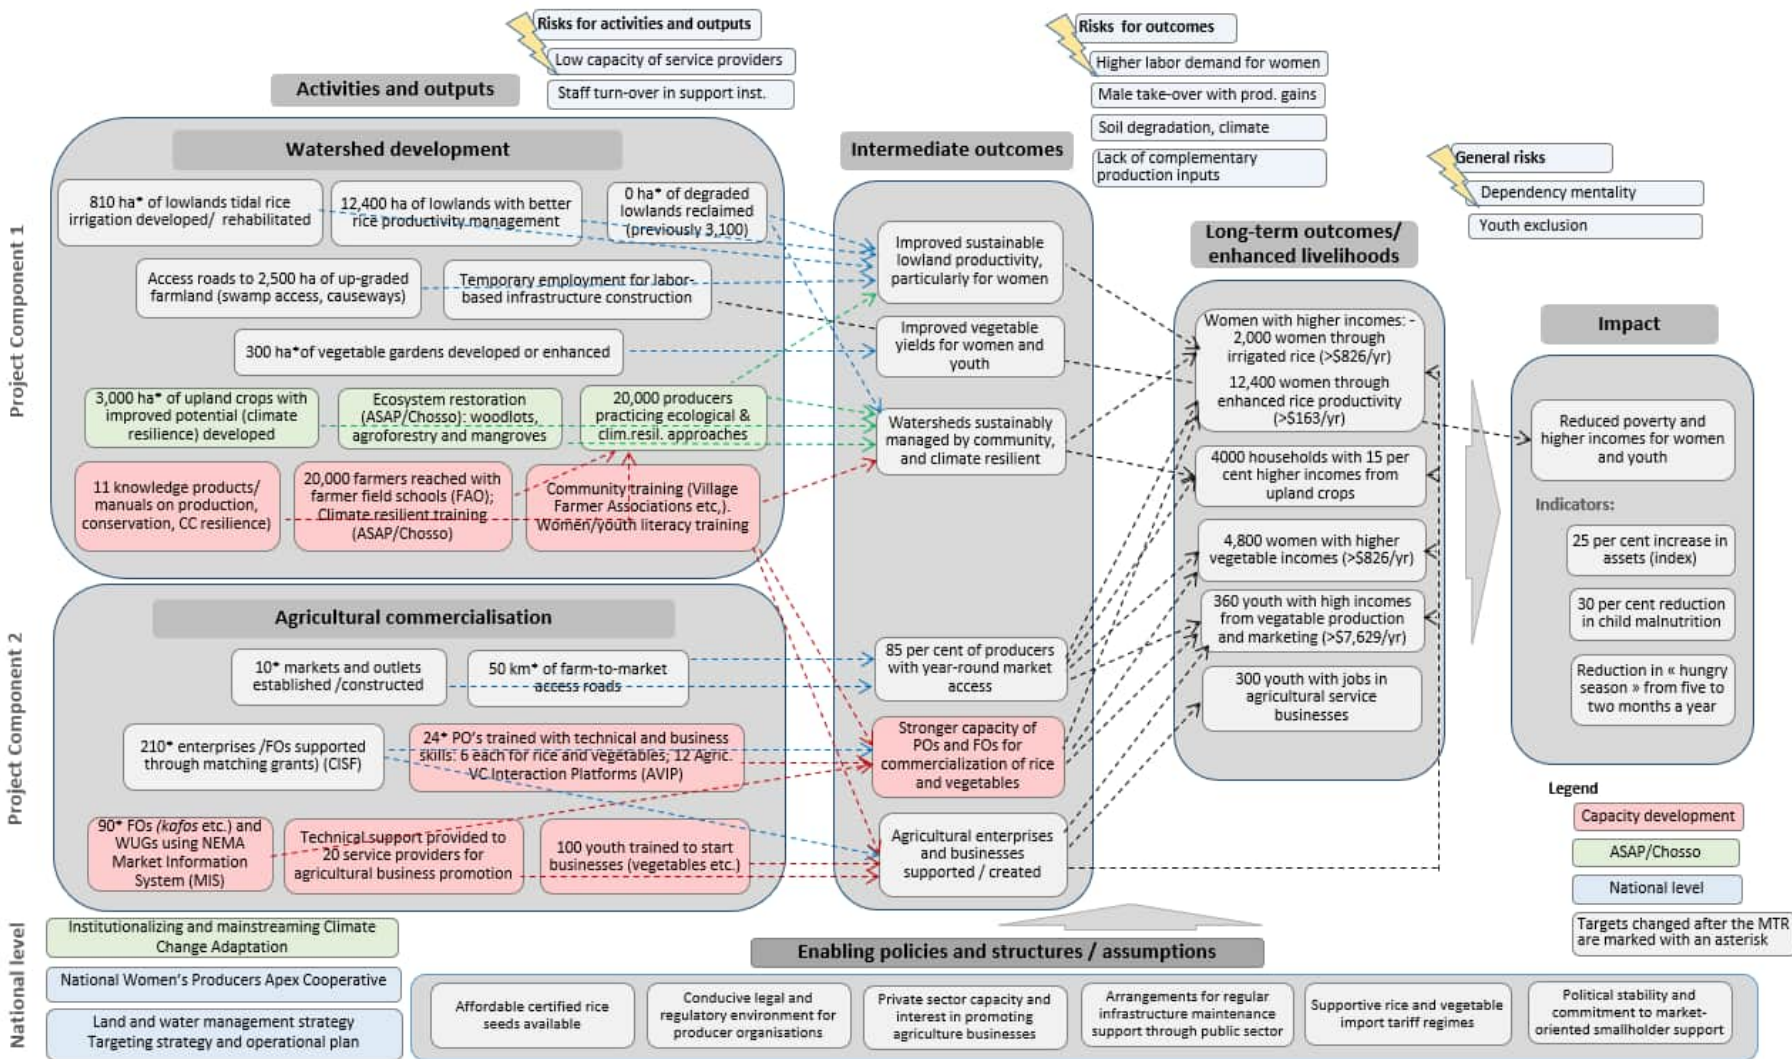 Risks for activities and outputs
Low capacity of service providers
Staff turn-over in support inst.
Risks for outcomes
Higher labor demand for women
Male take-over with prod. gains
Soil degradation, climate
Lack of complementary
production inputs
General risks
Dependency mentality
Youth exclusion
Activities and outputs
Project Component 1
Watershed development
810 ha* of lowlands tidal rice
irrigation developed/ rehabilitated
12,400 ha of lowlands with better
rice productivity management
0 ha* of degraded
lowlands reclaimed
(previously 3,100)
Access roads to 2,500 ha of up-graded
farmland (swamp access, causeways)
Temporary employment for labor-
based infrastructure construction
300 ha*of vegetable gardens developed or enhanced
3,000 ha* of upland crops with
improved potential (climate
resilience) developed
Ecosystem restoration
(ASAP/Chosso): woodlots,
agroforestry and mangroves
20,000 producers
practicing ecological &
clim.resil. approaches
11 knowledge products/
manuals on production,
conservation, CC resilience)
20,000 farmers reached with
farmer field schools (FAO);
Climate resilient training
(ASAP/Chosso)
Community training (Village
Farmer Associations etc,).
Women/youth literacy training
Project Component 2
Agricultural commercialisation
10* markets and outlets
established /constructed
50 km* of farm-to-market
access roads
210* enterprises /FOs supported
through matching grants) (CISF)
24* PO's trained with technical and business
skills: 6 each for rice and vegetables; 12 Agric.
VC Interaction Platforms (AVIP)
90* FOs (kafos etc.) and
WUGs using NEMA
Market Information
System (MIS)
Technical support provided to
20 service providers for
agricultural business promotion
100 youth trained to start
businesses (vegetables etc.)
Intermediate outcomes
Improved sustainable
lowland productivity,
particularly for women
Improved vegetable
yields for women and
youth
Watersheds sustainably
managed by community,
and climate resilient
85 per cent of producers
with year-round market
access
Stronger capacity of
POs and FOs for
commercialization of rice
and vegetables
Agricultural enterprises
and businesses
supported / created
Long-term outcomes/
enhanced livelihoods
Women with higher incomes: -
2,000 women through
irrigated rice (>$826/yr)
12,400 women through
enhanced rice productivity
(>$163/yr)
4000 households with 15 per
cent higher incomes from
upland crops
4,800 women with higher
vegetable incomes (>$826/yr)
360 youth with high incomes
from vegatable production
and marketing (>$7,629/yr)
300 youth with jobs in
agricultural service
businesses
Impact
Reduced poverty and
higher incomes for women
and youth
Indicators:
25 per cent increase in
assets (index)
30 per cent reduction
in child malnutrition
Reduction in « hungry
season » from five to
two months a year
Legend
Capacity development
ASAP/Chosso
National level
Targets changed after the MTR
are marked with an asterisk
National level
Institutionalizing and mainstreaming Climate
Change Adaptation
National Women's Producers Apex Cooperative
Land and water management strategy
Targeting strategy and operational plan
Enabling policies and structures / assumptions
Affordable certified rice
seeds available
Conducive legal and
regulatory environment for
producer organisations
Private sector capacity and
interest in promoting
agriculture businesses
Arrangements for regular
infrastructure maintenance
support through public sector
Supportive rice and vegetable
import tariff regimes
Political stability and
commitment to market-
oriented smallholder support